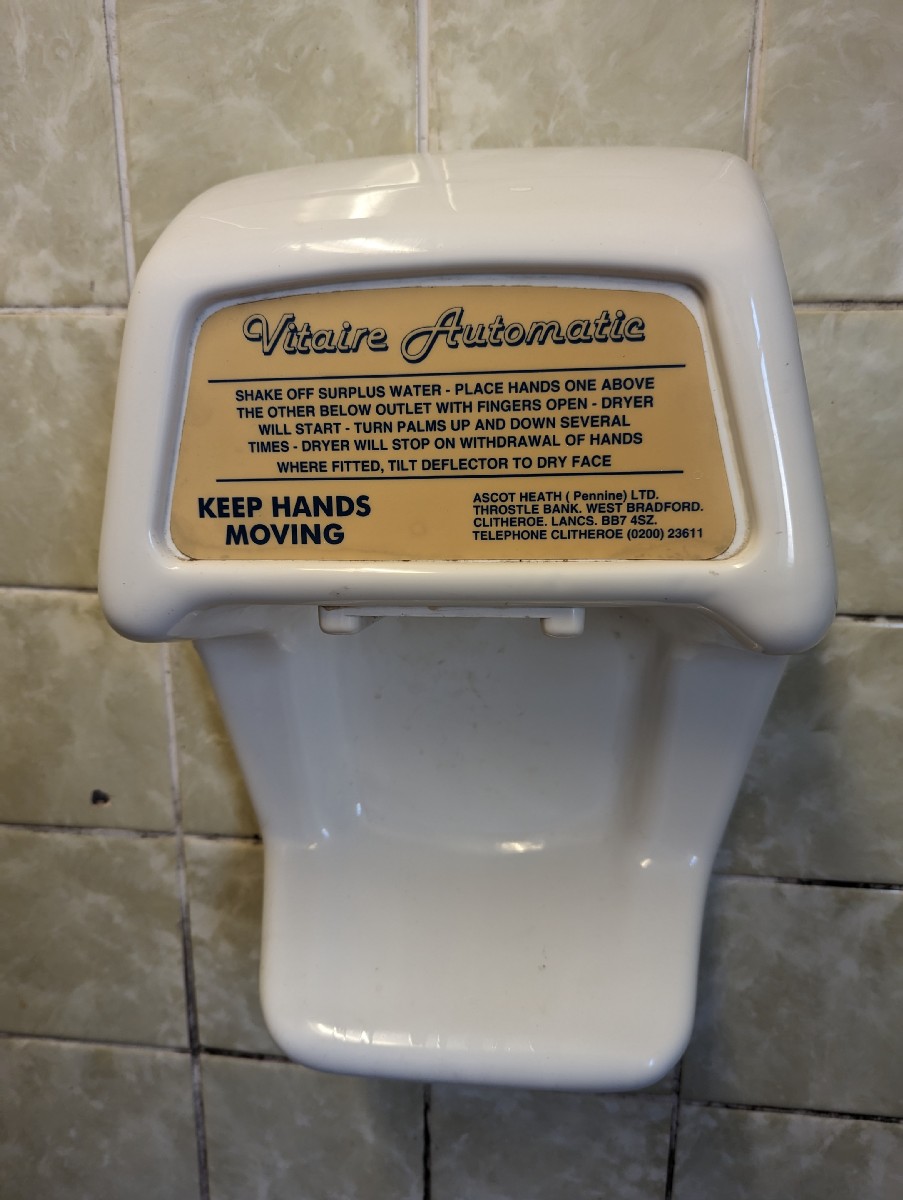 Vitaire Automatic
SHAKE OFF SURPLUS WATER - PLACE HANDS ONE ABOVE
THE OTHER BELOW OUTLET WITH FINGERS OPEN - DRYER
WILL START - TURN PALMS UP AND DOWN SEVERAL
TIMES - DRYER WILL STOP ON WITHDRAWAL OF HANDS
WHERE FITTED, TILT DEFLECTOR TO DRY FACE
KEEP HANDS
MOVING
ASCOT HEATH ( Pennine) LTD.
THROSTLE BANK. WEST BRADFORD.
CLITHEROE. LANCS. BB7 4SZ.
TELEPHONE CLITHEROE (0200) 23611